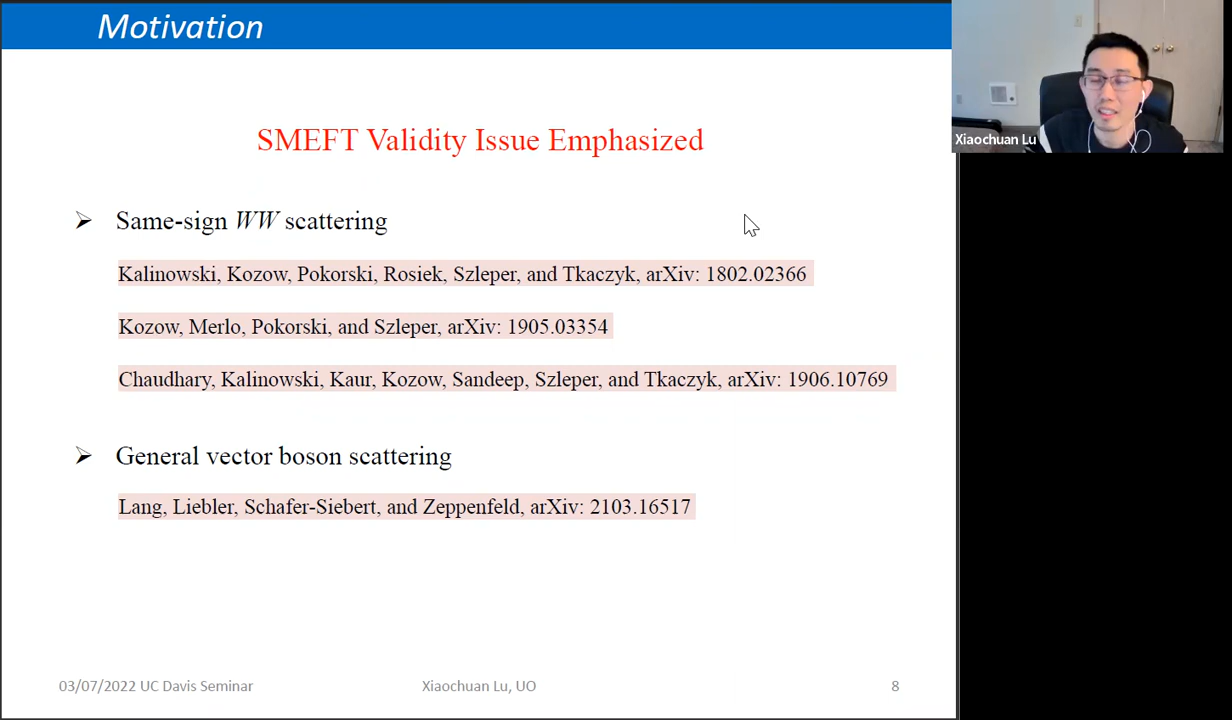 Motivation
Xiaochuan Lu
SMEFT Validity Issue Emphasized
Same-sign WW scattering
Kalinowski, Kozow, Pokorski, Rosiek, Szleper, and Tkaczyk, arXiv: 1802.02366
Kozow, Merlo, Pokorski, and Szleper, arXiv: 1905.03354
Chaudhary, Kalinowski, Kaur, Kozow, Sandeep, Szleper, and Tkaczyk, arXiv: 1906.10769
General vector boson scattering
Lang, Liebler, Schafer-Siebert, and Zeppenfeld, arXiv: 2103.16517
03/07/2022 UC Davis Seminar
Xiaochuan Lu, UO
8